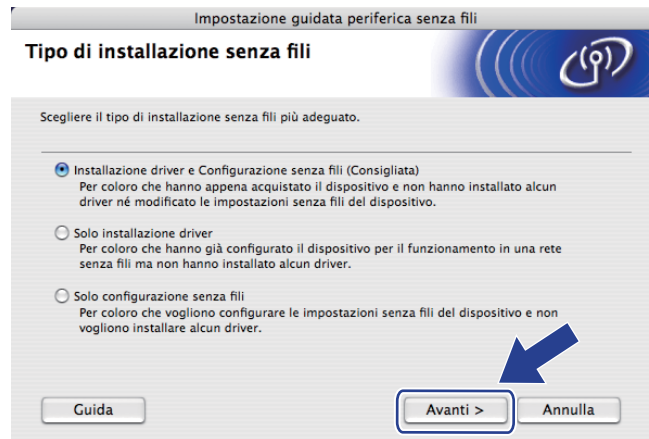 Impostazione guidata periferica senza fili
Tipo di installazione senza fili
Scegliere il tipo di installazione senza fili più adeguato.
Installazione driver e Configurazione senza fili (Consigliata)
Per coloro che hanno appena acquistato il dispositivo e non hanno installato alcun
driver né modificato le impostazioni senza fili del dispositivo.
Solo installazione driver
Per coloro che hanno già configurato il dispositivo per il funzionamento in una rete
senza fili ma non hanno installato alcun driver.
Solo configurazione senza fili
Per coloro che vogliono configurare le impostazioni senza fili del dispositivo e non
vogliono installare alcun driver.
Guida Avanti > Annulla